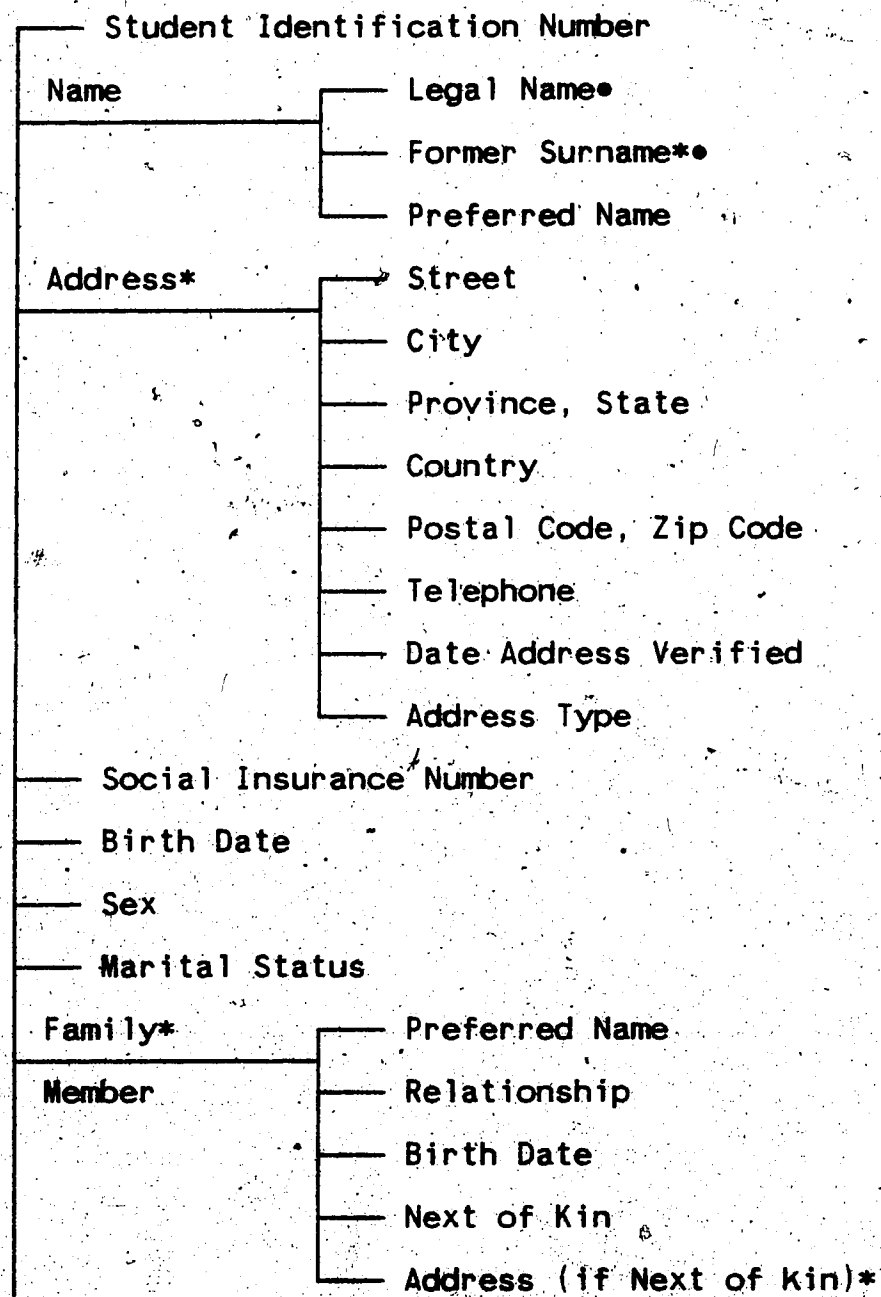 Student Identification Number
Name Legal Name•
Former Surname*•
Preferred Name
Address* Street
City
Province, State
Country
Postal Code, Zip Code
Telephone
Date Address Verified
Address Type
Social Insurance Number
Birth Date
Sex
Marital Status
Family* Preferred Name
Member Relationship
Birth Date
Next of Kin
Address (if Next of kin)*